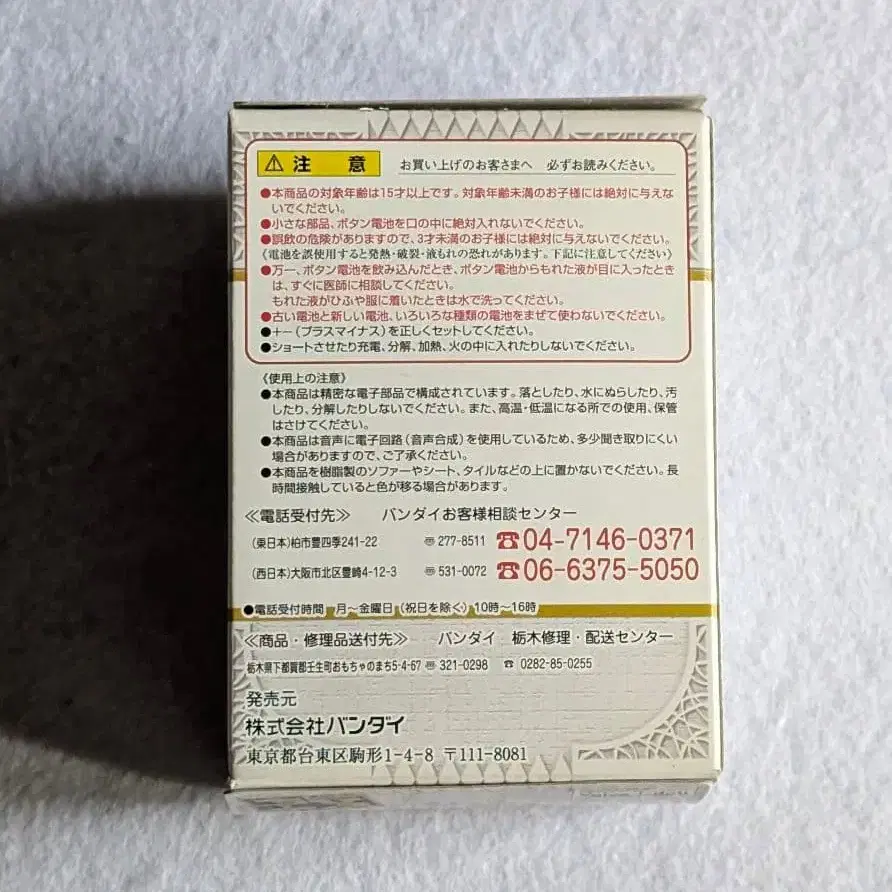 ⚠注　意 お買い上げのお客さまへ　必ずお読みください。
●本商品の対象年齢は15才以上です。対象年齢未満のお子様には絶対に与えな
いでください。
●小さな部品、ボタン電池を口の中に絶対入れないでください。
●誤飲の危険がありますので、3才未満のお子様には絶対に与えないでください。
《電池を誤使用すると発熱・破裂・液もれの恐れがあります。下記に注意してください》
●万一、ボタン電池を飲み込んだとき、ボタン電池からもれた液が目に入ったとき
は、すぐに医師に相談してください。
もれた液がひふや服に着いたときは水で洗ってください。
●古い電池と新しい電池、いろいろな種類の電池をまぜて使わないでください。
●+−(プラスマイナス)を正しくセットしてください。
●ショートさせたり充電、分解、加熱、火の中に入れたりしないでください。
《使用上の注意》
●本商品は精密な電子部品で構成されています。落としたり、水にぬらしたり、汚
したり、分解したりしないでください。また、高温・低温になる所での使用、保管
はさけてください。
●本商品は音声に電子回路(音声合成)を使用しているため、多少聞き取りにくい
場合がありますので、ご了承ください。
●本商品を樹脂製のソファーやシート、タイルなどの上に置かないでください。長
時間接触していると色が移る場合があります。
≪電話受付先≫　バンダイお客様相談センター
(東日本)柏市豊四季241-22 〠277-8511 ☎04-7146-0371
(西日本)大阪市北区豊崎4-12-3 〠531-0072 ☎06-6375-5050
●電話受付時間　月〜金曜日(祝日を除く)10時〜16時
≪商品・修理品送付先≫　バンダイ　栃木修理・配送センター
栃木県下都賀郡壬生町おもちゃのまち5-4-67 〠321-0298 ☎ 0282-85-0255
発売元
株式会社バンダイ
東京都台東区駒形1-4-8 〒111-8081